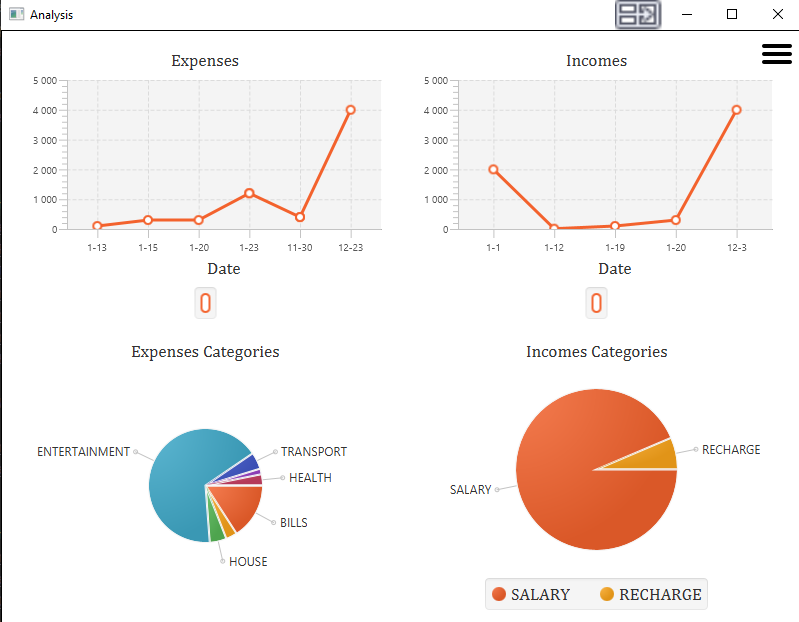 Analysis
Expenses
5 000
4 000
3 000
2 000
1 000
0
1-13 1-15 1-20 1-23 11-30 12-23
Date
Incomes
5 000
4 000
3 000
2 000
1 000
0
1-1 1-12 1-19 1-20 12-3
Date
Expenses Categories
ENTERTAINMENT
TRANSPORT
HEALTH
BILLS
HOUSE
Incomes Categories
RECHARGE
SALARY
SALARY RECHARGE